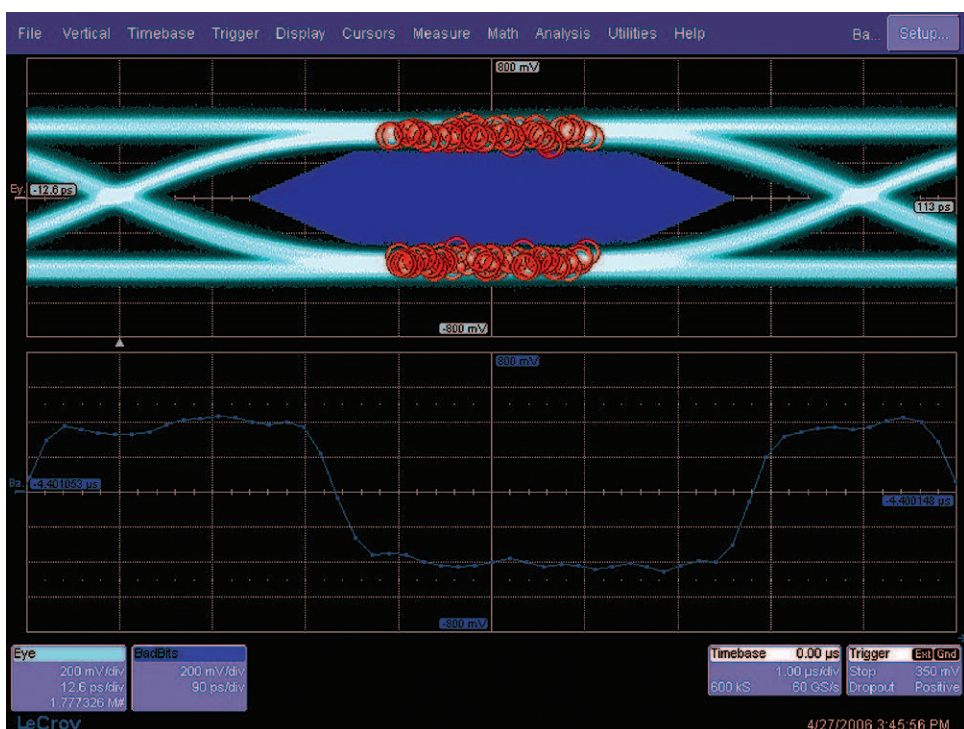 File Vertical Timebase Trigger Display Cursors Measure Math Analysis Utilities Help Ba... Setup...
800 mV
Ey. -12.6 ps
113 ps
-800 mV
800 mV
Ba. -4.401053 µs
-4.400148 µs
-800 mV
Eye BadBits Timebase 0.00 µs Trigger Ext Gnd
200 mV/div 200 mV/div 1.00 µs/div Stop 350 mV
12.6 ps/div 90 ps/div 600 kS 60 GS/s Dropout Positive
1.777326 M#
LeCroy 4/27/2006 3:45:56 PM